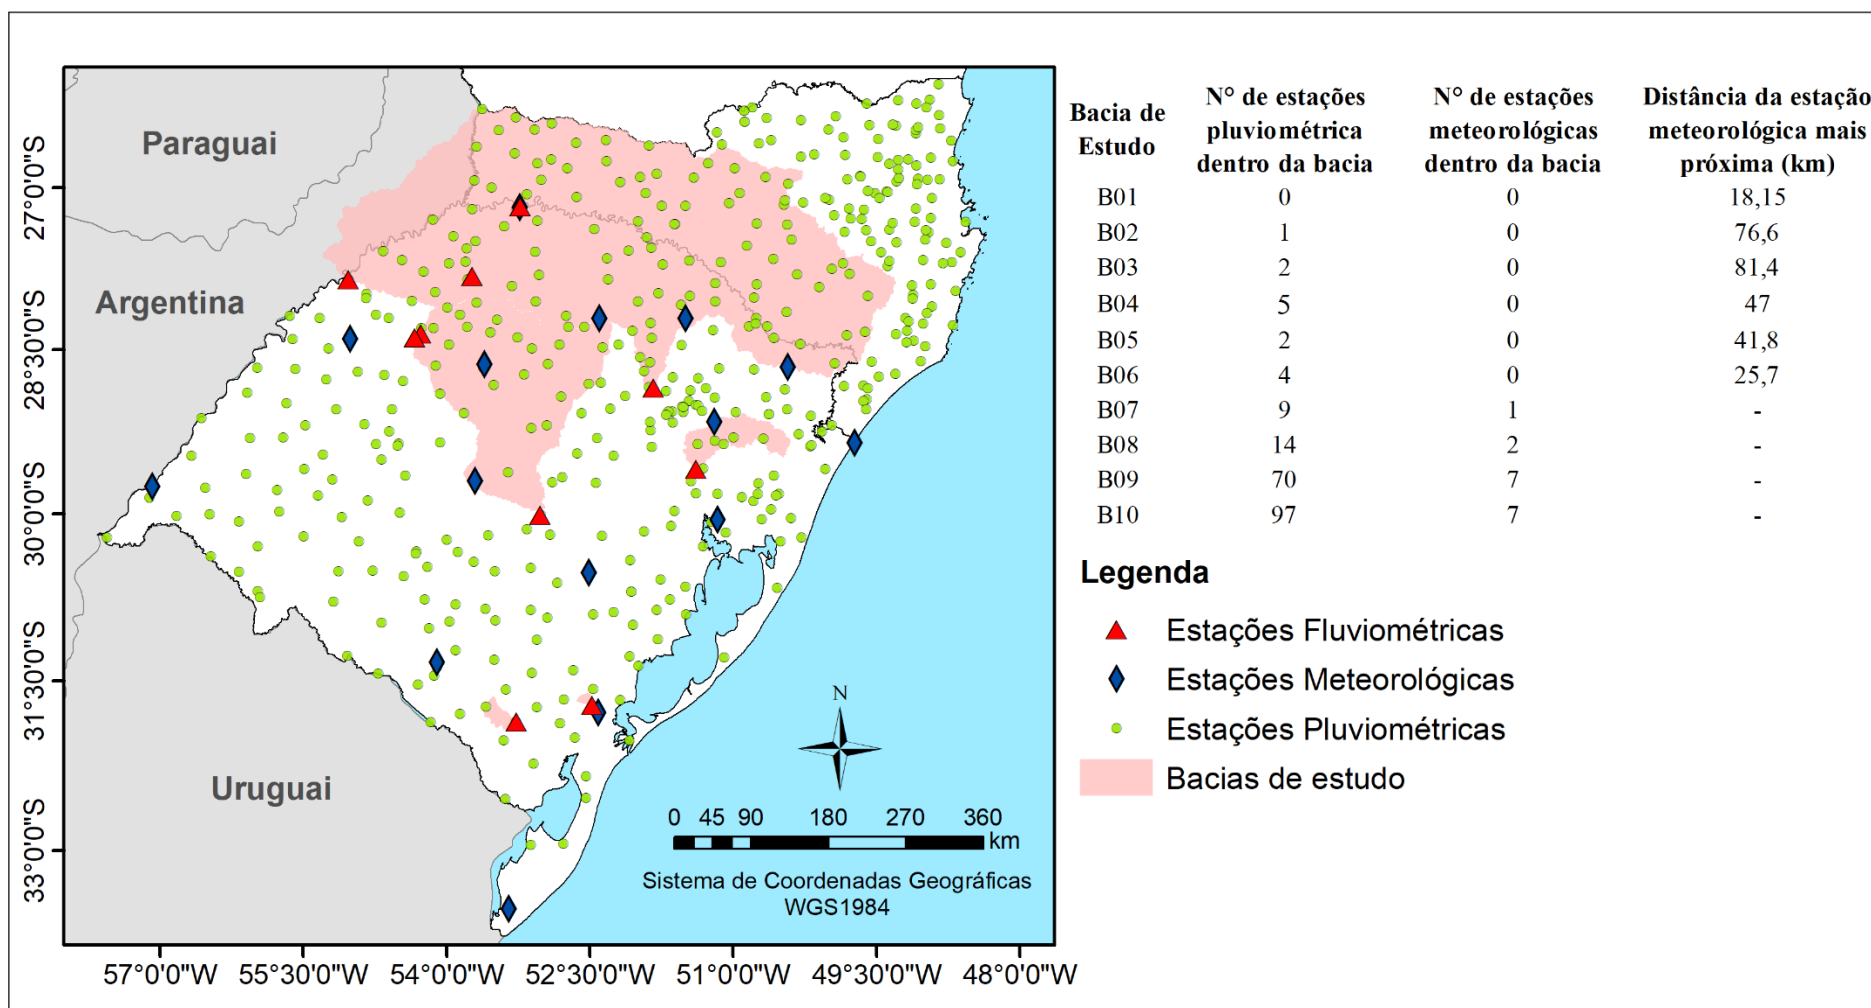 Paraguai
Argentina
Uruguai
27°0'0"S
28°30'0"S
30°0'0"S
31°30'0"S
33°0'0"S
57°0'0"W
55°30'0"W
54°0'0"W
52°30'0"W
51°0'0"W
49°30'0"W
48°0'0"W
N
0 45 90 180 270 360
km
Sistema de Coordenadas Geográficas
WGS1984
Bacia de Estudo
N° de estações pluviométrica dentro da bacia
N° de estações meteorológicas dentro da bacia
Distância da estação meteorológica mais próxima (km)
B01 0 0 18,15
B02 1 0 76,6
B03 2 0 81,4
B04 5 0 47
B05 2 0 41,8
B06 4 0 25,7
B07 9 1 -
B08 14 2 -
B09 70 7 -
B10 97 7 -
Legenda
Estações Fluviométricas
Estações Meteorológicas
Estações Pluviométricas
Bacias de estudo